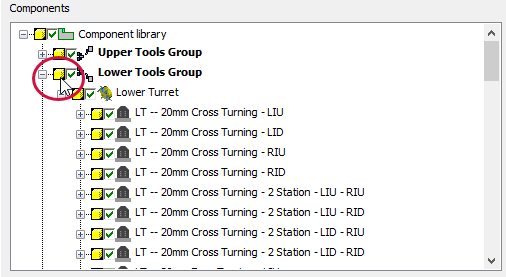 Components
Component library
Upper Tools Group
Lower Tools Group
Lower Turret
LT -- 20mm Cross Turning - LIU
LT -- 20mm Cross Turning - LID
LT -- 20mm Cross Turning - RIU
LT -- 20mm Cross Turning - RID
LT -- 20mm Cross Turning - 2 Station - LIU - RIU
LT -- 20mm Cross Turning - 2 Station - LIU - RID
LT -- 20mm Cross Turning - 2 Station - LID - RIU
LT -- 20mm Cross Turning - 2 Station - LID - RID